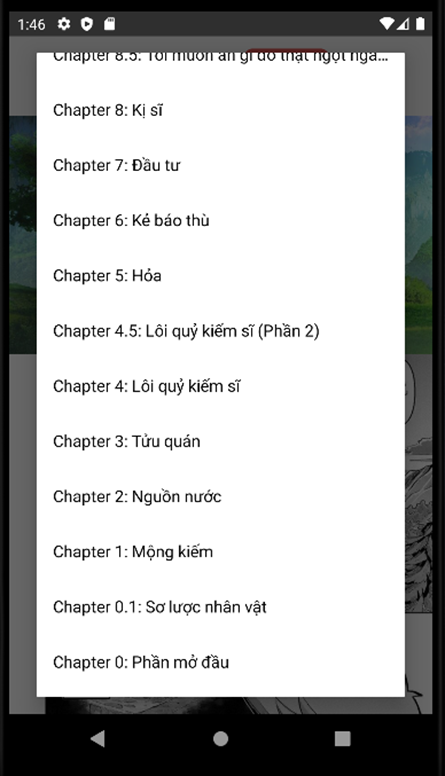 1:46
Chapter 8.5: Tôi muốn ăn gì đó thật ngọt ngà...
Chapter 8: Kị sĩ
Chapter 7: Đầu tư
Chapter 6: Kẻ báo thù
Chapter 5: Hỏa
Chapter 4.5: Lôi quỷ kiếm sĩ (Phần 2)
Chapter 4: Lôi quỷ kiếm sĩ
Chapter 3: Tửu quán
Chapter 2: Nguồn nước
Chapter 1: Mộng kiếm
Chapter 0.1: Sơ lược nhân vật
Chapter 0: Phần mở đầu